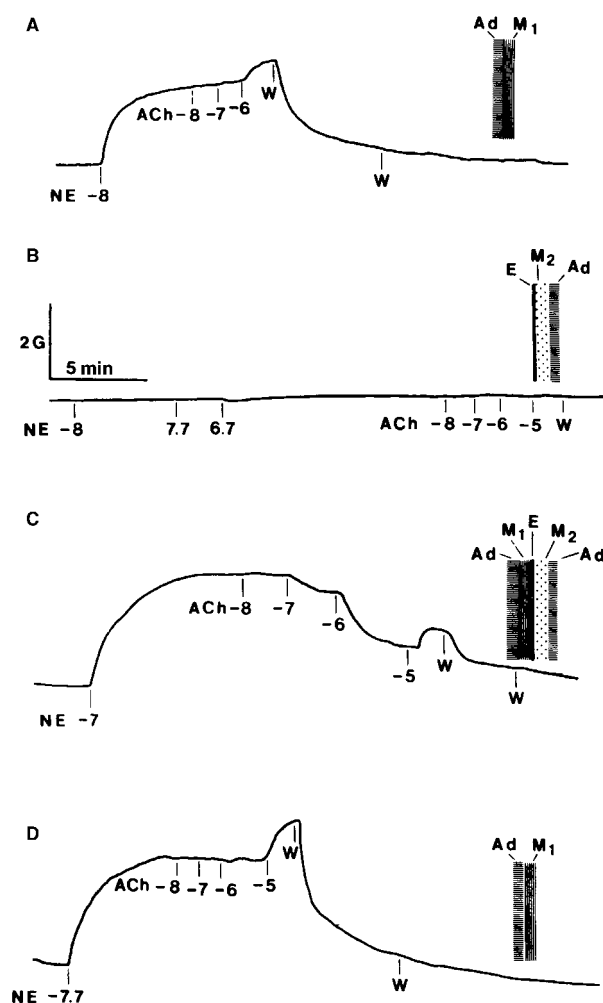 A
Ad M1
ACh -8 -7 -6 W
W
NE -8
B
M2
E Ad
2G
5 min
NE -8 7.7 6.7 ACh -8 -7 -6 -5 W
C
E
M1 M2
Ad Ad
ACh -8 -7
-6
-5 W
W
NE -7
D
Ad M1
W
ACh -8 -7 -6 -5
W
NE -7.7